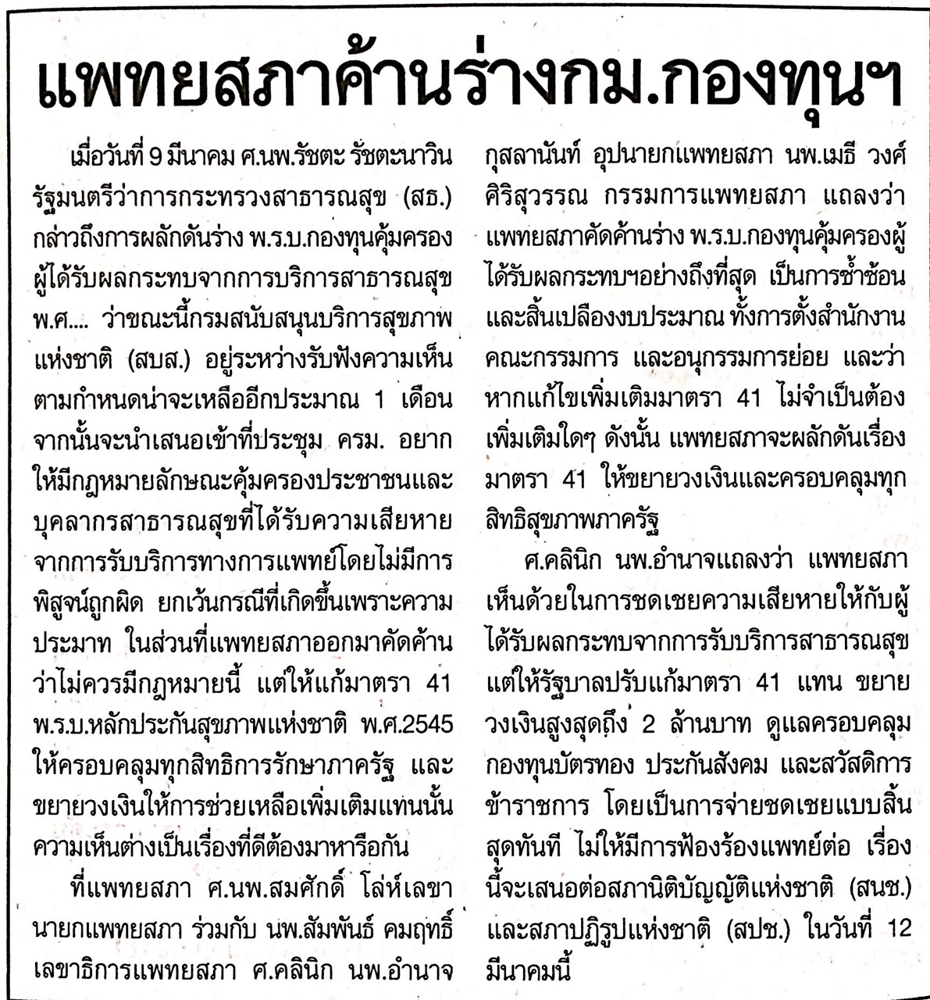 แพทยสภาค้านร่างกม.กองทุนฯ
เมื่อวันที่ 9 มีนาคม ศ.นพ.รัชตะ รัชตะนาวิน
รัฐมนตรีว่าการกระทรวงสาธารณสุข (สธ.)
กล่าวถึงการผลักดันร่าง พ.ร.บ.กองทุนคุ้มครอง
ผู้ได้รับผลกระทบจากการบริการสาธารณสุข
พ.ศ.... ว่าขณะนี้กรมสนับสนุนบริการสุขภาพ
แห่งชาติ (สบส.) อยู่ระหว่างรับฟังความเห็น
ตามกำหนดน่าจะเหลืออีกประมาณ 1 เดือน
จากนั้นจะนำเสนอเข้าที่ประชุม ครม. อยาก
ให้มีกฎหมายลักษณะคุ้มครองประชาชนและ
บุคลากรสาธารณสุขที่ได้รับความเสียหาย
จากการรับบริการทางการแพทย์โดยไม่มีการ
พิสูจน์ถูกผิด ยกเว้นกรณีที่เกิดขึ้นเพราะความ
ประมาท ในส่วนที่แพทยสภาออกมาคัดค้าน
ว่าไม่ควรมีกฎหมายนี้ แต่ให้แก้มาตรา 41
พ.ร.บ.หลักประกันสุขภาพแห่งชาติ พ.ศ.2545
ให้ครอบคลุมทุกสิทธิการรักษาภาครัฐ และ
ขยายวงเงินให้การช่วยเหลือเพิ่มเติมแทนนั้น
ความเห็นต่างเป็นเรื่องที่ดีต้องมาหารือกัน
ที่แพทยสภา ศ.นพ.สมศักดิ์ โล่ห์เลขา
นายกแพทยสภา ร่วมกับ นพ.สัมพันธ์ คมฤทธิ์
เลขาธิการแพทยสภา ศ.คลินิก นพ.อำนาจ
กุสลานันท์ อุปนายกแพทยสภา นพ.เมธี วงศ์
ศิริสุวรรณ กรรมการแพทยสภา แถลงว่า
แพทยสภาคัดค้านร่าง พ.ร.บ.กองทุนคุ้มครองผู้
ได้รับผลกระทบฯอย่างถึงที่สุด เป็นการซ้ำซ้อน
และสิ้นเปลืองงบประมาณ ทั้งการตั้งสำนักงาน
คณะกรรมการ และอนุกรรมการย่อย และว่า
หากแก้ไขเพิ่มเติมมาตรา 41 ไม่จำเป็นต้อง
เพิ่มเติมใดๆ ดังนั้น แพทยสภาจะผลักดันเรื่อง
มาตรา 41 ให้ขยายวงเงินและครอบคลุมทุก
สิทธิสุขภาพภาครัฐ
ศ.คลินิก นพ.อำนาจแถลงว่า แพทยสภา
เห็นด้วยในการชดเชยความเสียหายให้กับผู้
ได้รับผลกระทบจากการรับบริการสาธารณสุข
แต่ให้รัฐบาลปรับแก้มาตรา 41 แทน ขยาย
วงเงินสูงสุดถึง 2 ล้านบาท ดูแลครอบคลุม
กองทุนบัตรทอง ประกันสังคม และสวัสดิการ
ข้าราชการ โดยเป็นการจ่ายชดเชยแบบสิ้น
สุดทันที ไม่ให้มีการฟ้องร้องแพทย์ต่อ เรื่อง
นี้จะเสนอต่อสภานิติบัญญัติแห่งชาติ (สนช.)
และสภาปฏิรูปแห่งชาติ (สปช.) ในวันที่ 12
มีนาคมนี้